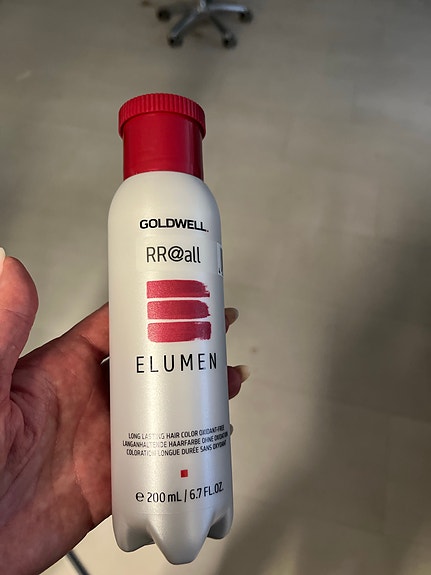 GOLDWELL.
RR@all
ELUMEN
LONG LASTING HAIR COLOR OXIDANT-FREE
LANGANHALTENDE HAARFARBE OHNE OXIDATION
COLORATION LONGUE DURÉE SANS OXYDANT
℮ 200 mL / 6.7 FL.OZ.